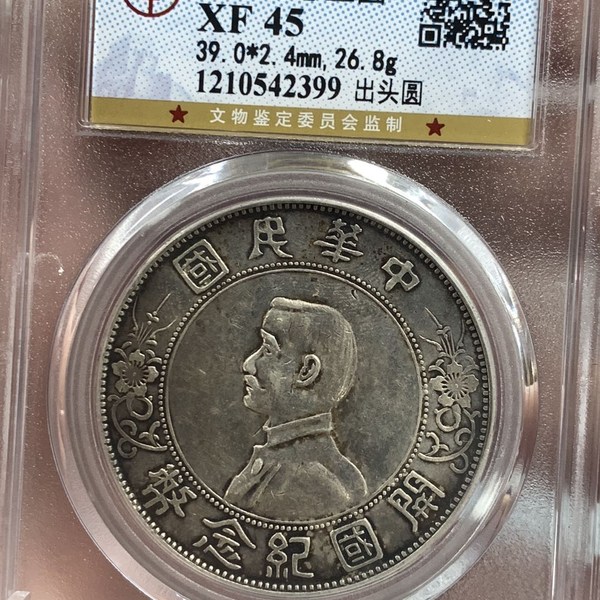 XF 45
39.0*2.4mm,26.8g
1210542399 出头圆
文物鉴定委员会监制
中華民國
開國紀念幣